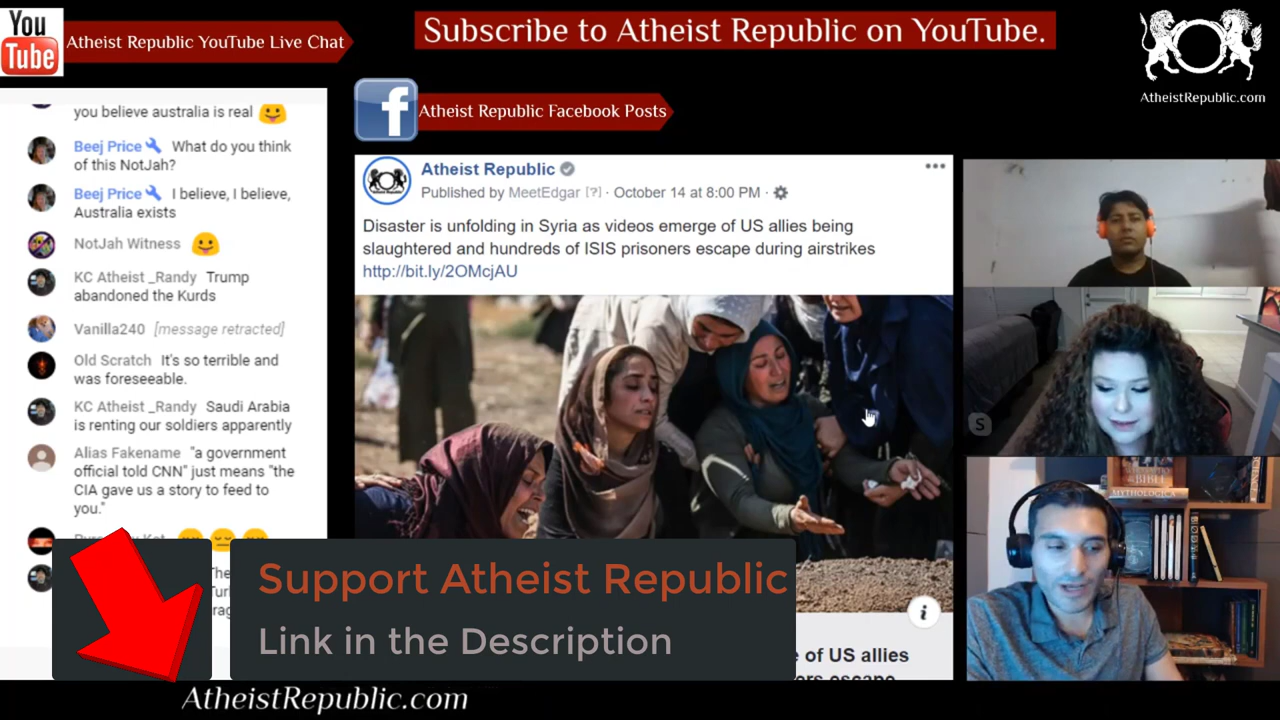 You
Tube
Atheist Republic YouTube Live Chat
Subscribe to Atheist Republic on YouTube.
AtheistRepublic.com
Atheist Republic Facebook Posts
you believe australia is real
Beej Price What do you think
of this NotJah?
Beej Price I believe, I believe,
Australia exists
NotJah Witness
KC Atheist _Randy Trump
abandoned the Kurds
Vanilla240 [message retracted]
Old Scratch It's so terrible and
was foreseeable.
KC Atheist _Randy Saudi Arabia
is renting our soldiers apparently
Alias Fakename "a government
official told CNN" just means "the
CIA gave us a story to feed to
you."
f
Atheist Republic
Published by MeetEdgar [?] · October 14 at 8:00 PM ·
Disaster is unfolding in Syria as videos emerge of US allies being
slaughtered and hundreds of ISIS prisoners escape during airstrikes
http://bit.ly/2OMcjAU
i
of US allies
escape
S
MYTHOLOGICA
Support Atheist Republic
Link in the Description
AtheistRepublic.com